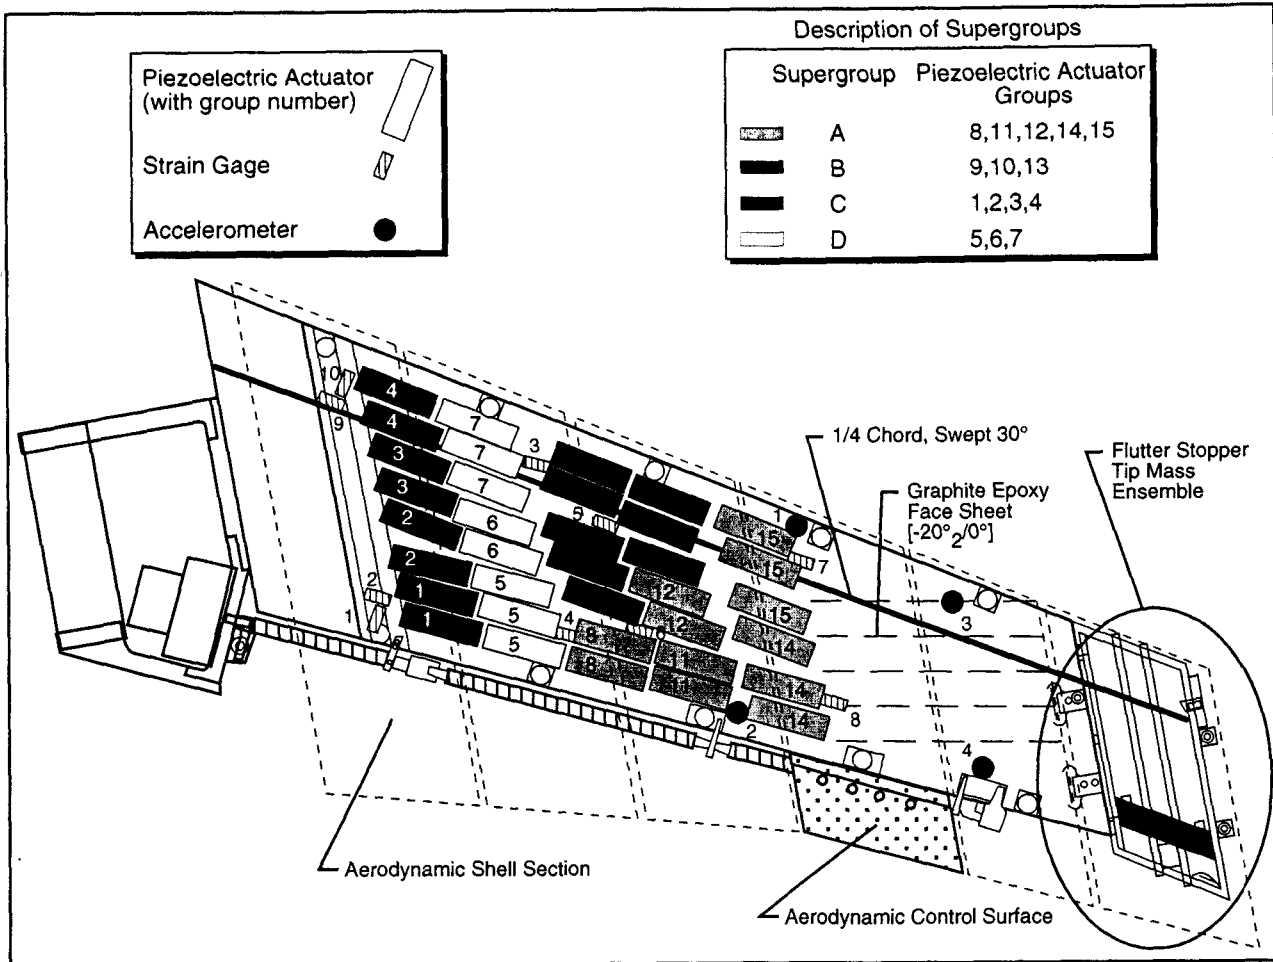 Description of Supergroups
Piezoelectric Actuator
(with group number)
Strain Gage
Accelerometer
Supergroup Piezoelectric Actuator
Groups
A 8,11,12,14,15
B 9,10,13
C 1,2,3,4
D 5,6,7
1/4 Chord, Swept 30°
Graphite Epoxy
Face Sheet
[-20°₂/0°]
Flutter Stopper
Tip Mass
Ensemble
10
9
4
4
3
3
2
2
1
1
7
7
7
6
6
5
5
5
3
5
4
6
2
1
8
8
12
12
11
11
15
15
15
14
14
14
1
7
3
8
2
4
Aerodynamic Shell Section
Aerodynamic Control Surface